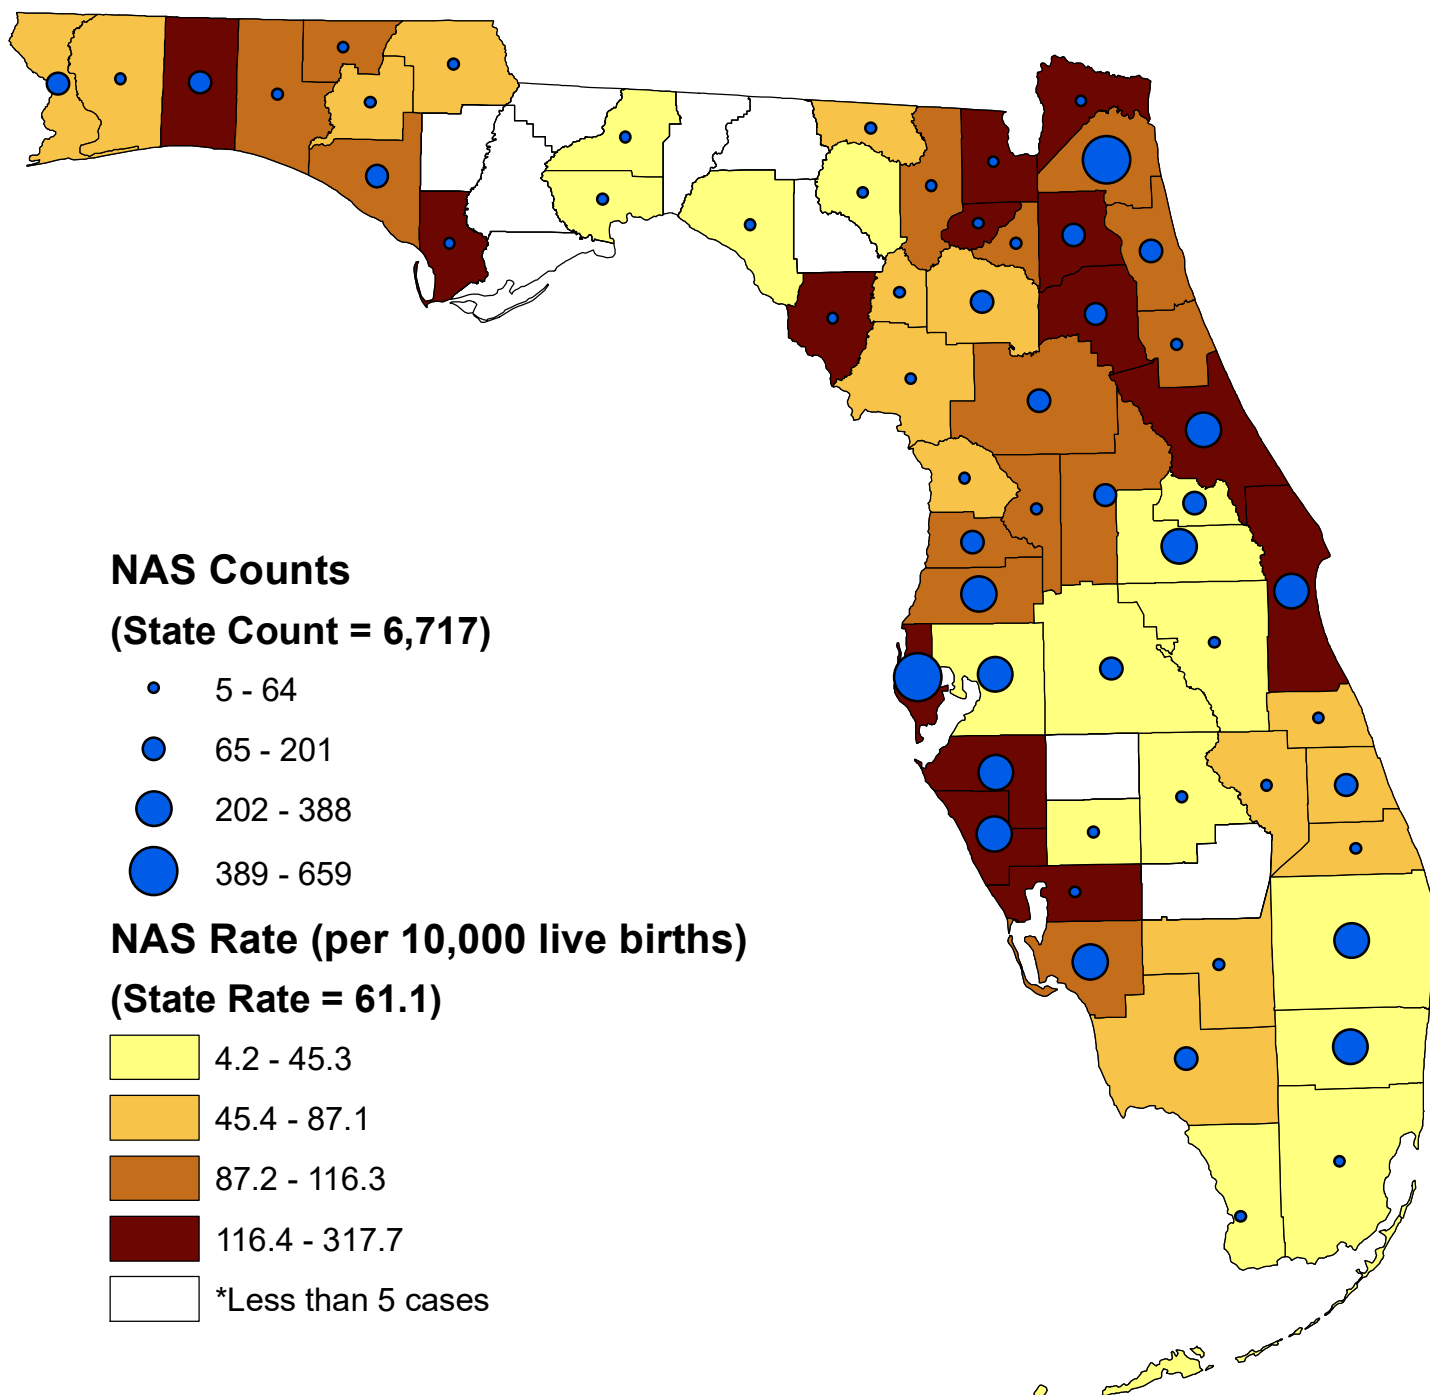 NAS Counts
(State Count = 6,717)
5 - 64
65 - 201
202 - 388
389 - 659
NAS Rate (per 10,000 live births)
(State Rate = 61.1)
4.2 - 45.3
45.4 - 87.1
87.2 - 116.3
116.4 - 317.7
*Less than 5 cases